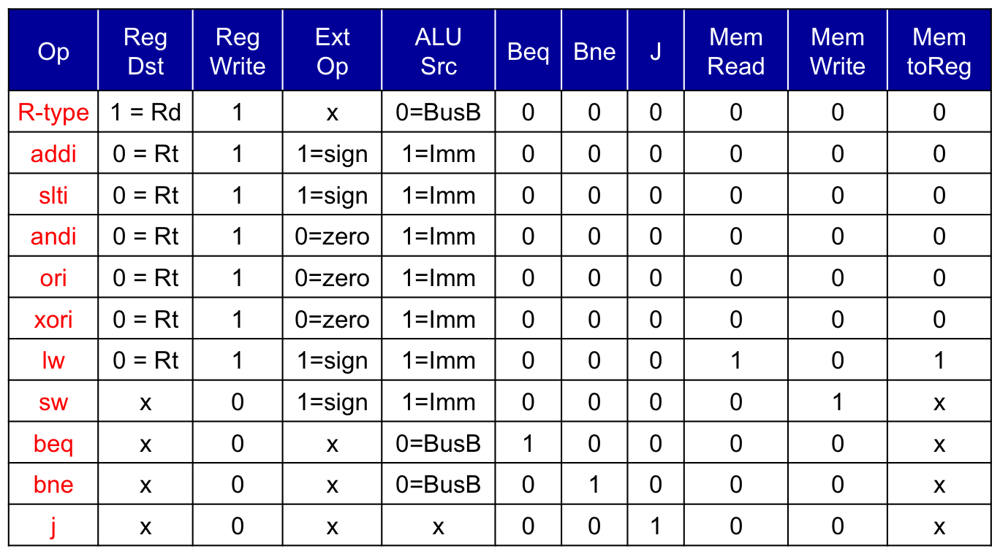 Op Reg Dst Reg Write Ext Op ALU Src Beq Bne J Mem Read Mem Write Mem toReg
R-type 1 = Rd 1 x 0=BusB 0 0 0 0 0 0
addi 0 = Rt 1 1=sign 1=Imm 0 0 0 0 0 0
slti 0 = Rt 1 1=sign 1=Imm 0 0 0 0 0 0
andi 0 = Rt 1 0=zero 1=Imm 0 0 0 0 0 0
ori 0 = Rt 1 0=zero 1=Imm 0 0 0 0 0 0
xori 0 = Rt 1 0=zero 1=Imm 0 0 0 0 0 0
lw 0 = Rt 1 1=sign 1=Imm 0 0 0 1 0 1
sw x 0 1=sign 1=Imm 0 0 0 0 1 x
beq x 0 x 0=BusB 1 0 0 0 0 x
bne x 0 x 0=BusB 0 1 0 0 0 x
j x 0 x x 0 0 1 0 0 x